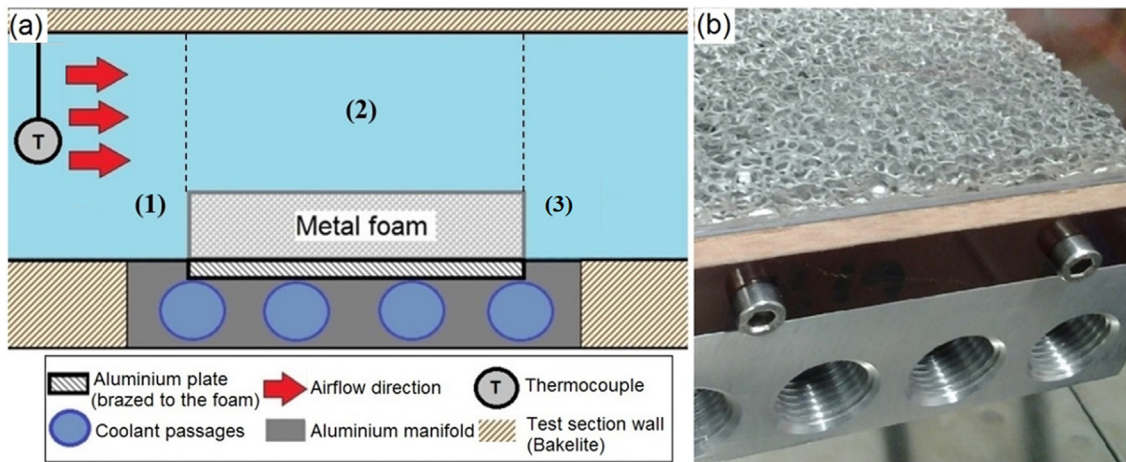 (a)
T
(2)
(1)
(3)
Metal foam
Aluminium plate
(brazed to the foam)
Airflow direction
T
Thermocouple
Coolant passages
Aluminium manifold
Test section wall
(Bakelite)
(b)